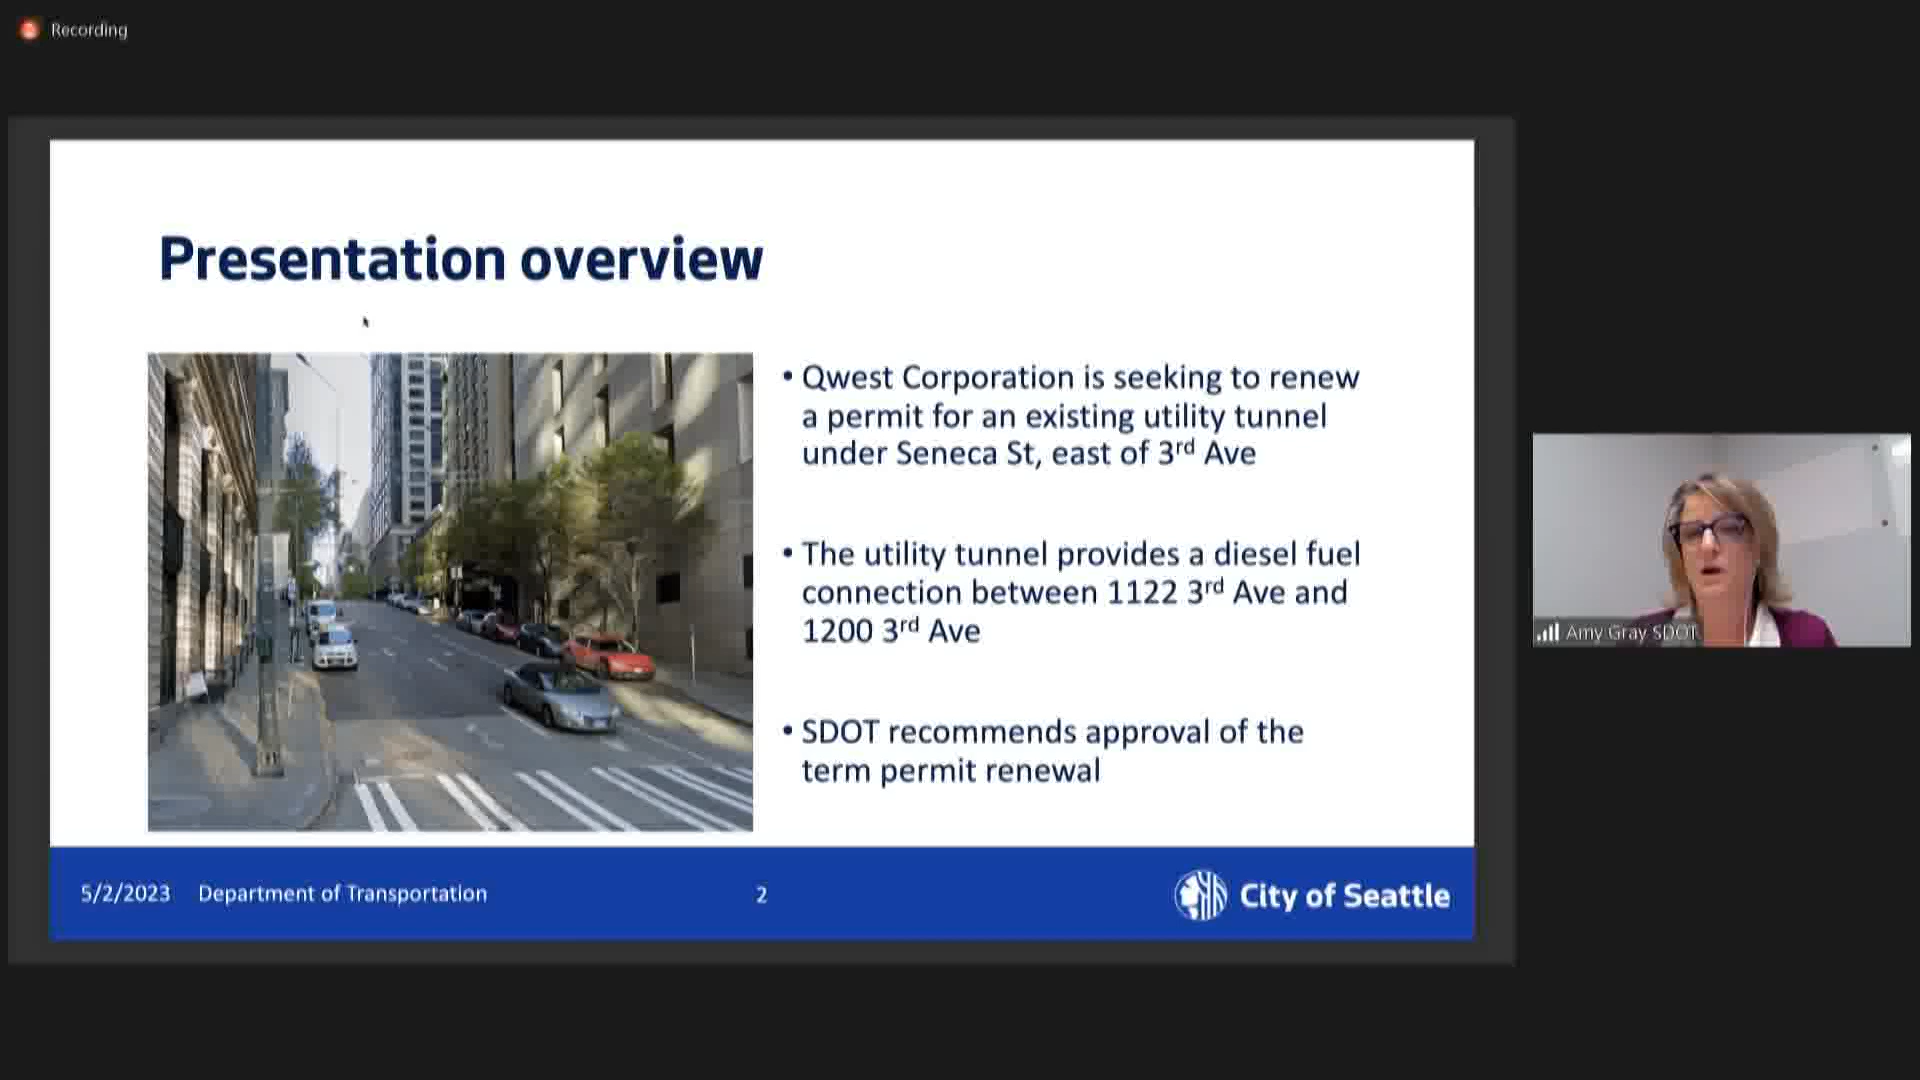 Recording
Presentation overview
• Qwest Corporation is seeking to renew
a permit for an existing utility tunnel
under Seneca St, east of 3rd Ave
• The utility tunnel provides a diesel fuel
connection between 1122 3rd Ave and
1200 3rd Ave
• SDOT recommends approval of the
term permit renewal
Amy Gray SDOT
5/2/2023 Department of Transportation 2 City of Seattle